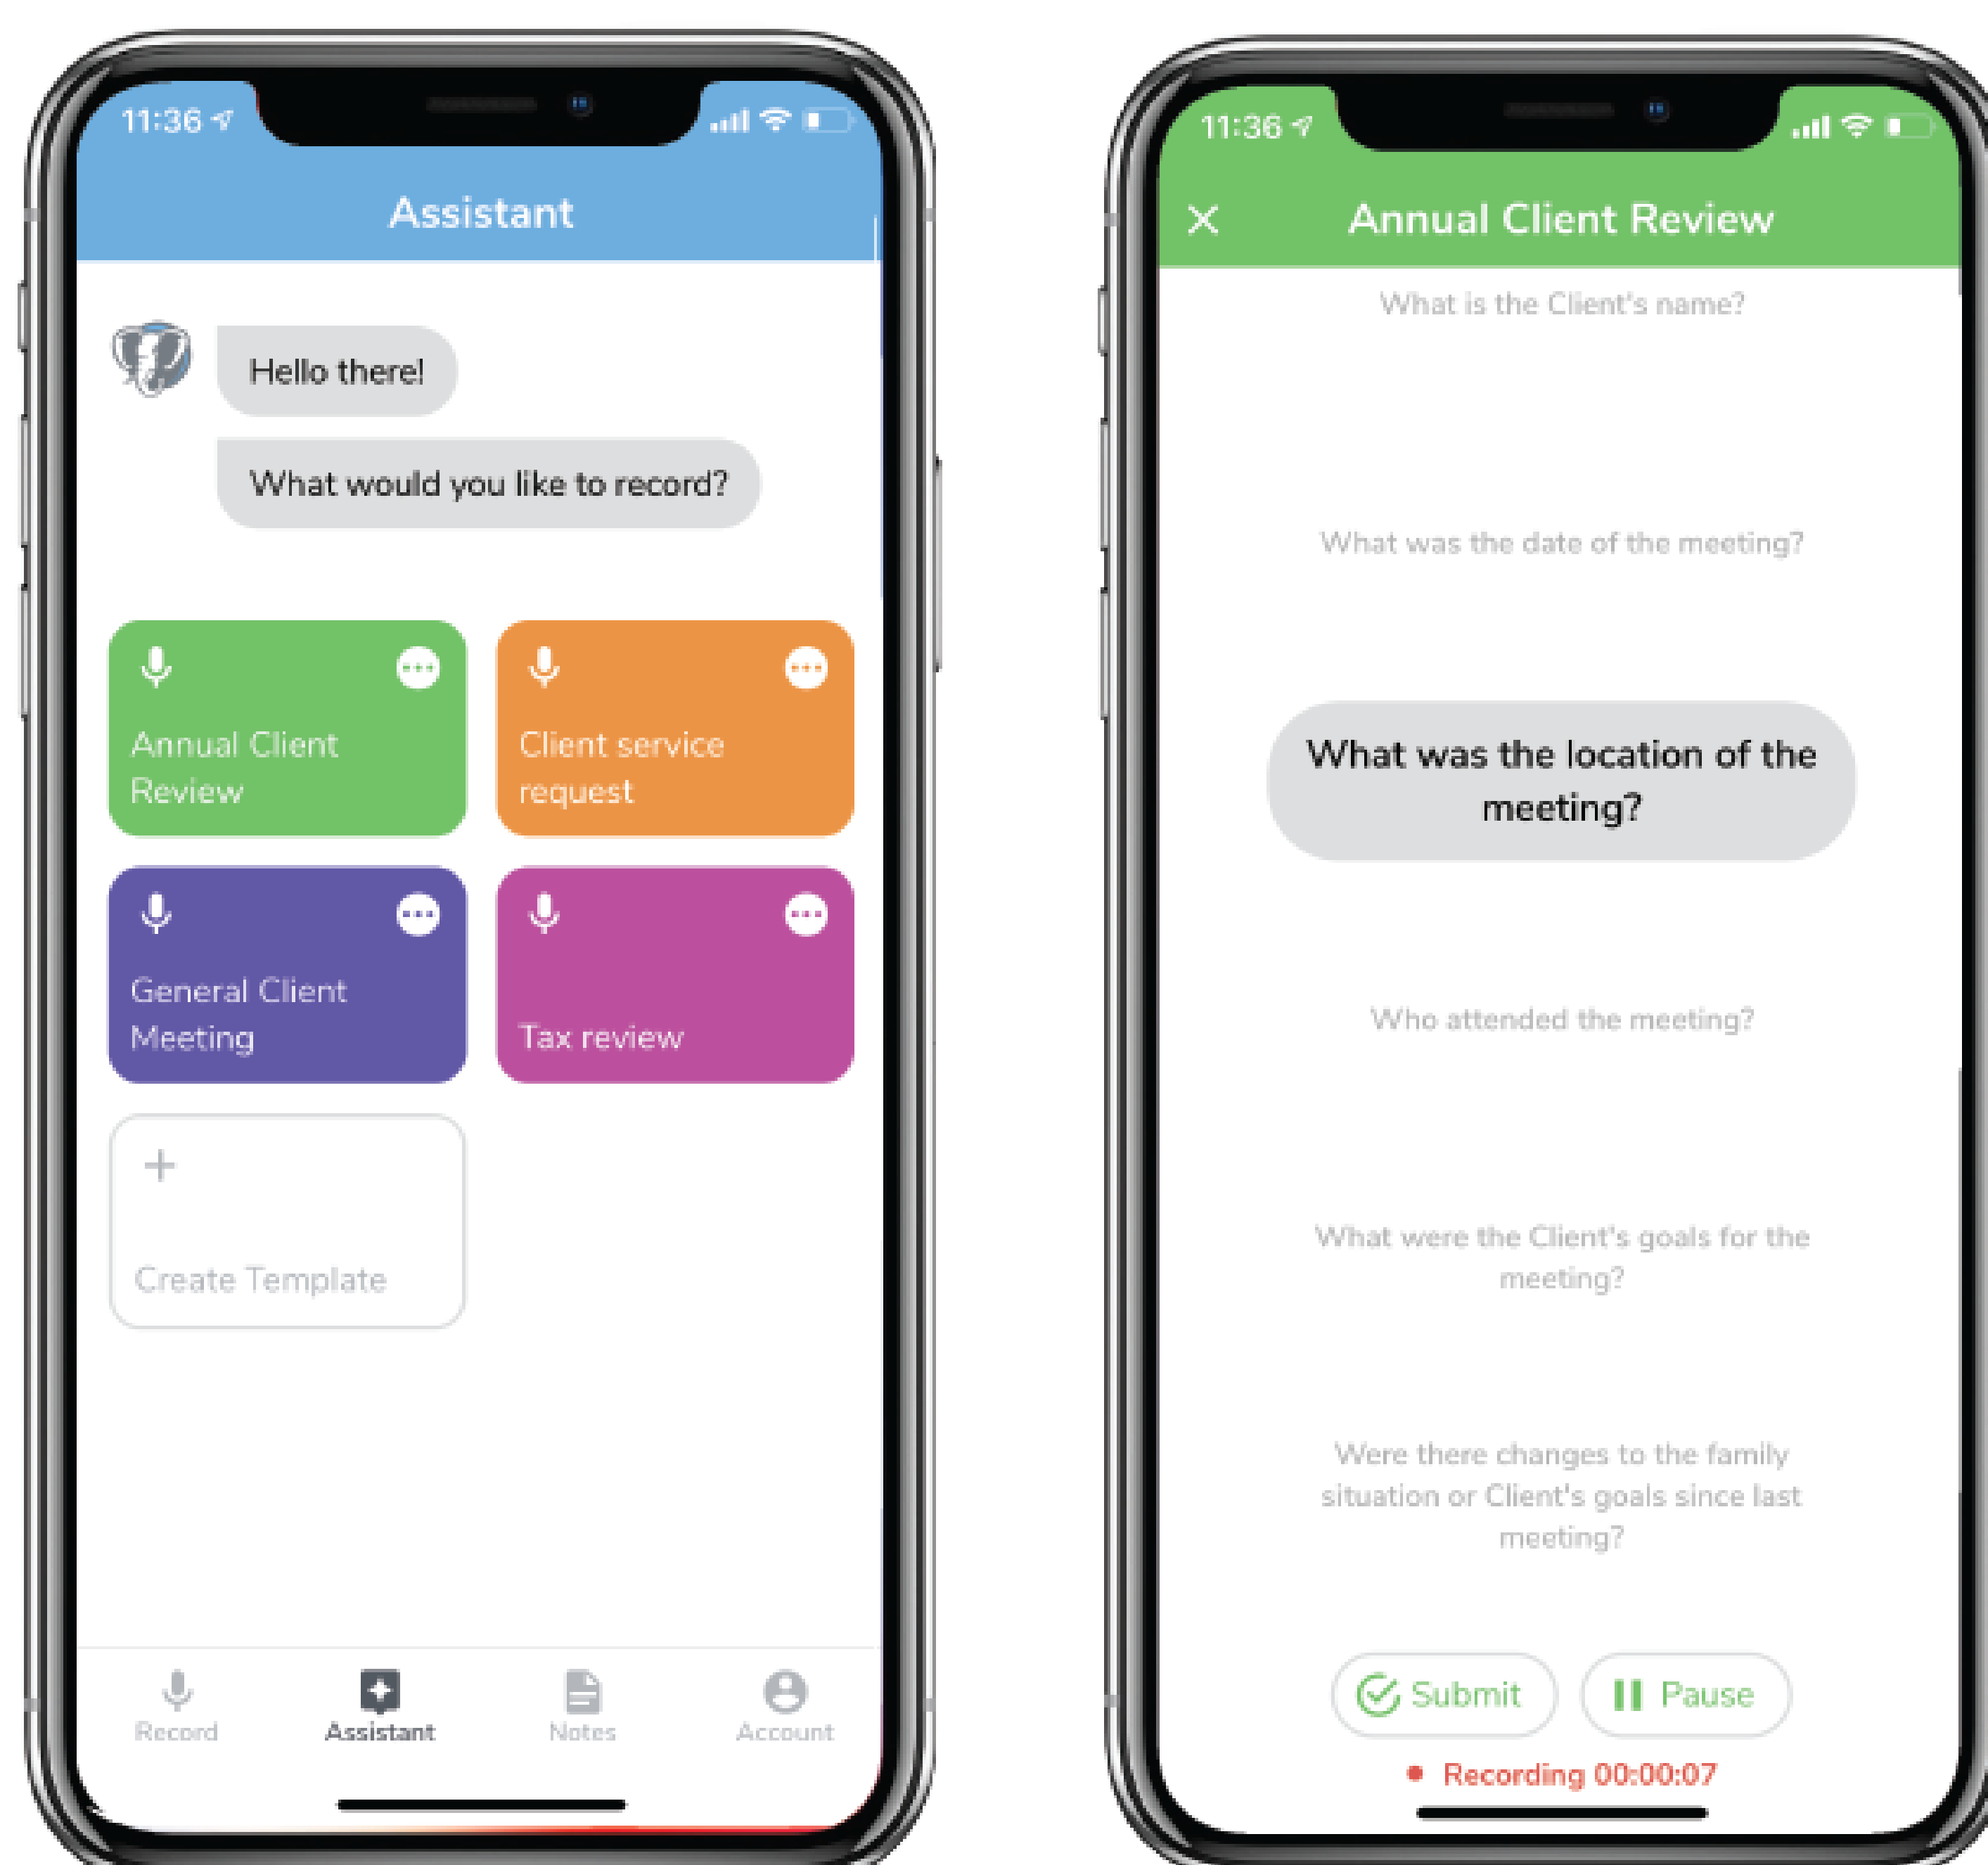 11:36
Assistant
Hello there!
What would you like to record?
Annual Client
Review
Client service
request
General Client
Meeting
Tax review
Create Template
Record
Assistant
Notes
Account
11:36
Annual Client Review
What is the Client's name?
What was the date of the meeting?
What was the location of the
meeting?
Who attended the meeting?
What were the Client's goals for the
meeting?
Were there changes to the family
situation or Client's goals since last
meeting?
Submit
Pause
Recording 00:00:07